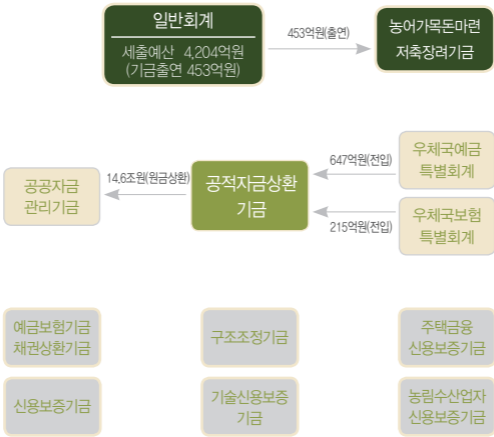 일반회계
세출예산 4,204억원
(기금출연 453억원)
453억원(출연)
농어가목돈마련
저축장려기금
공공자금
관리기금
14.6조원(원금상환)
공적자금상환
기금
647억원(전입)
215억원(전입)
우체국예금
특별회계
우체국보험
특별회계
예금보험기금
채권상환기금
구조조정기금
주택금융
신용보증기금
신용보증기금
기술신용보증
기금
농림수산업자
신용보증기금